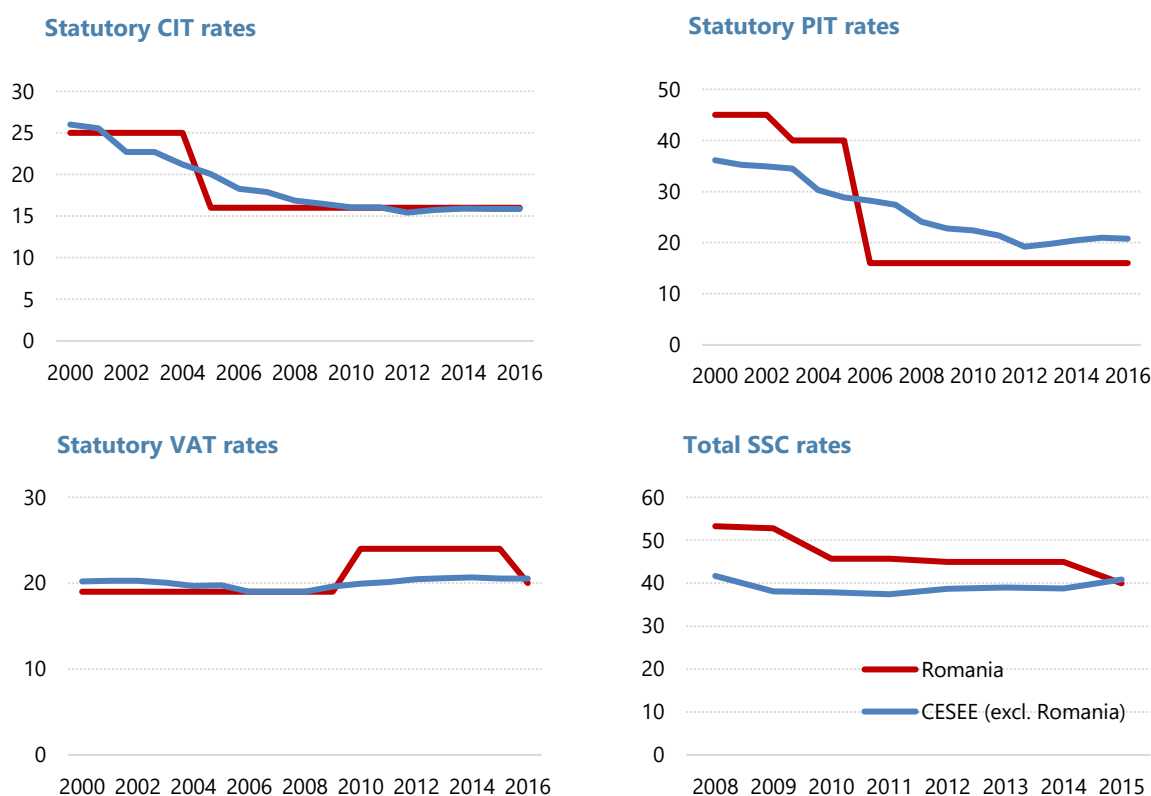 Statutory CIT rates
30
25
20
15
10
5
0
2000 2002 2004 2006 2008 2010 2012 2014 2016
Statutory PIT rates
50
40
30
20
10
0
2000 2002 2004 2006 2008 2010 2012 2014 2016
Statutory VAT rates
30
20
10
0
2000 2002 2004 2006 2008 2010 2012 2014 2016
Total SSC rates
60
50
40
30
20
10
0
Romania
CESEE (excl. Romania)
2008 2009 2010 2011 2012 2013 2014 2015